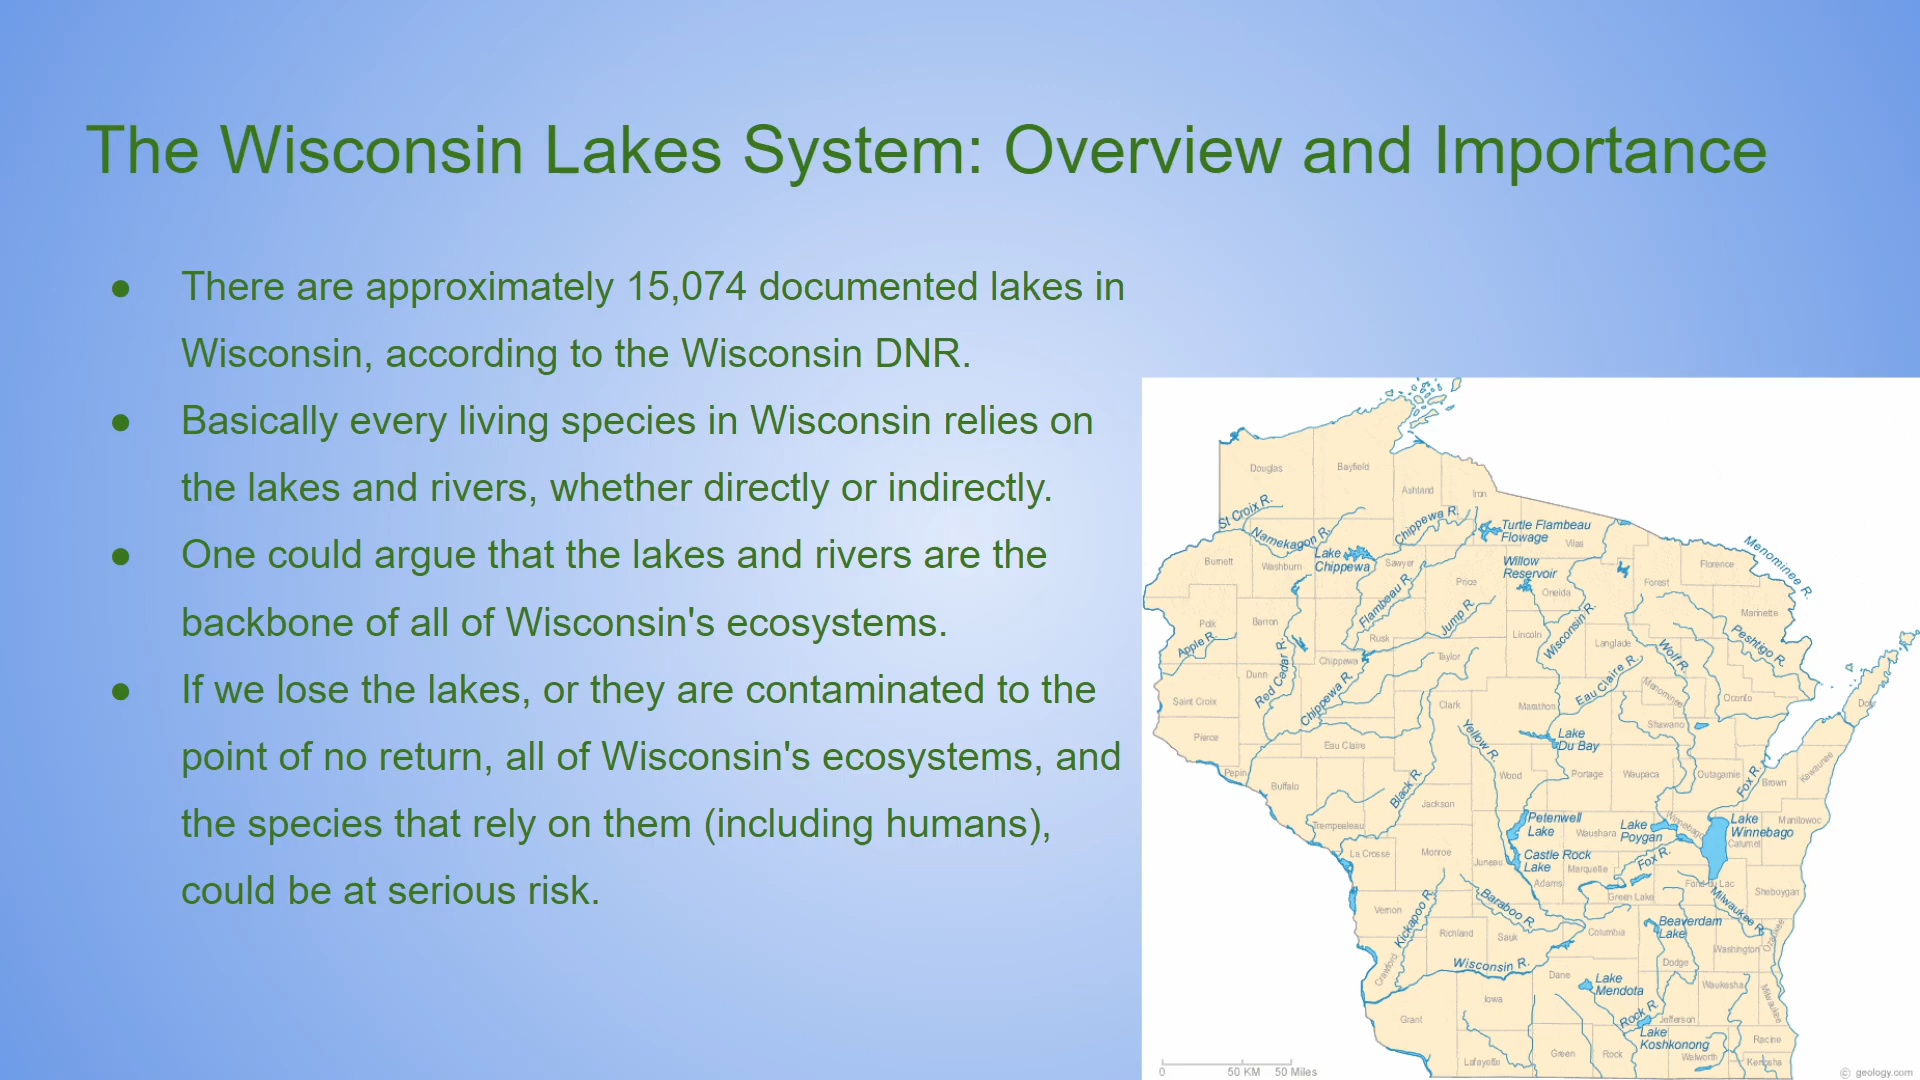 The Wisconsin Lakes System: Overview and Importance
● There are approximately 15,074 documented lakes in
Wisconsin, according to the Wisconsin DNR.
● Basically every living species in Wisconsin relies on
the lakes and rivers, whether directly or indirectly.
● One could argue that the lakes and rivers are the
backbone of all of Wisconsin's ecosystems.
● If we lose the lakes, or they are contaminated to the
point of no return, all of Wisconsin's ecosystems, and
the species that rely on them (including humans),
could be at serious risk.
Douglas
Bayfield
Ashland
Iron
St Croix R.
Namekagon R.
Chippewa R.
Turtle Flambeau
Flowage
Vilas
Menominee R.
Burnett
Washburn
Lake
Chippewa
Sawyer
Willow
Reservoir
Florence
Price
Oneida
Forest
Flambeau R.
Jump R.
Wisconsin R.
Marinette
Polk
Barron
Apple R.
Rusk
Lincoln
Langlade
Wolf R.
Peshtigo R.
Chippewa
Taylor
Dunn
Red Cedar R.
Chippewa R.
Eau Claire R.
Menominee
Oconto
Saint Croix
Clark
Marathon
Shawano
Door
Pierce
Eau Claire
Yellow R.
Lake
Du Bay
Pepin
Buffalo
Black R.
Wood
Portage
Waupaca
Outagamie
Fox R.
Brown
Kewaunee
Jackson
Trempealeau
Petenwell
Lake
Waushara
Lake
Poygan
Winnebago
Lake
Winnebago
Manitowoc
Calumet
La Crosse
Monroe
Juneau
Castle Rock
Lake
Marquette
Fox R.
Adams
Green Lake
Fond du Lac
Sheboygan
Vernon
Kickapoo R.
Baraboo R.
Milwaukee R.
Richland
Sauk
Columbia
Beaverdam
Lake
Washington
Ozaukee
Crawford
Wisconsin R.
Dane
Dodge
Lake
Mendota
Waukesha
Milwaukee
Iowa
Grant
Rock R.
Jefferson
Lake
Koshkonong
Racine
Lafayette
Green
Rock
Walworth
Kenosha
0 50 KM 50 Miles
© geology.com